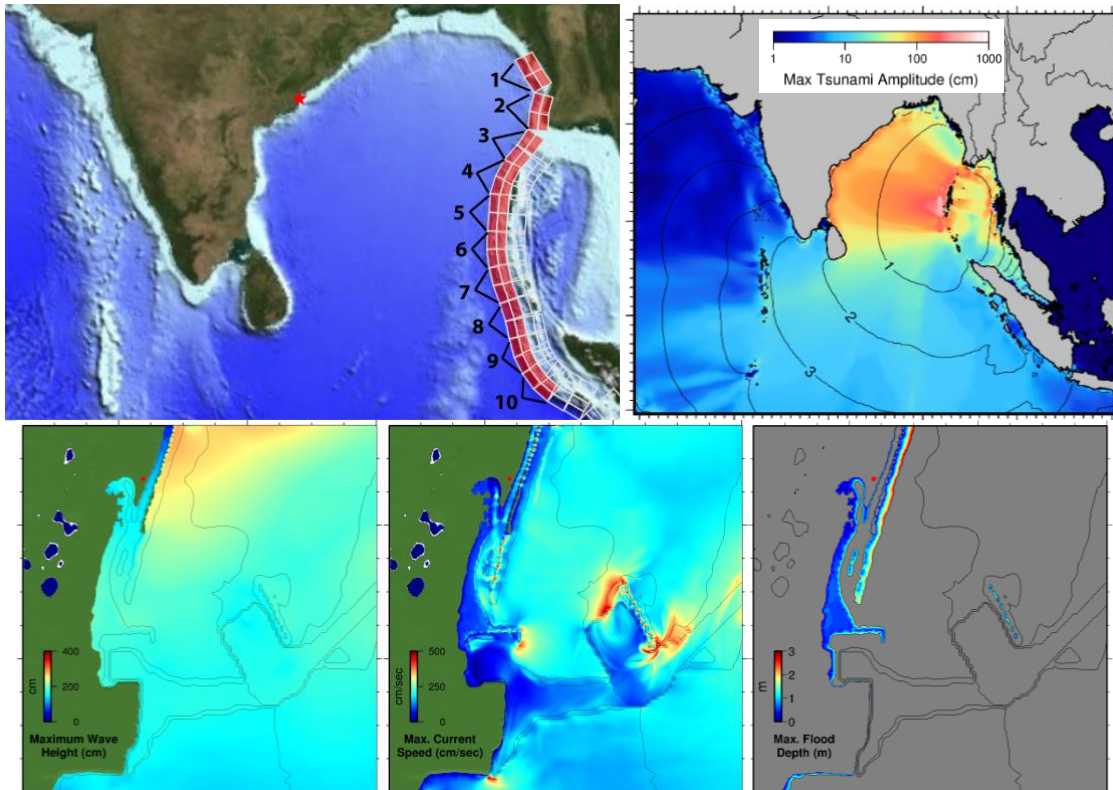 1
2
3
4
5
6
7
8
9
10
1 10 100 1000
Max Tsunami Amplitude (cm)
1
2
3
400
200
0
cm
Maximum Wave
Height (cm)
500
250
0
cm/sec
Max. Current
Speed (cm/sec)
3
2
1
0
m
Max. Flood
Depth (m)